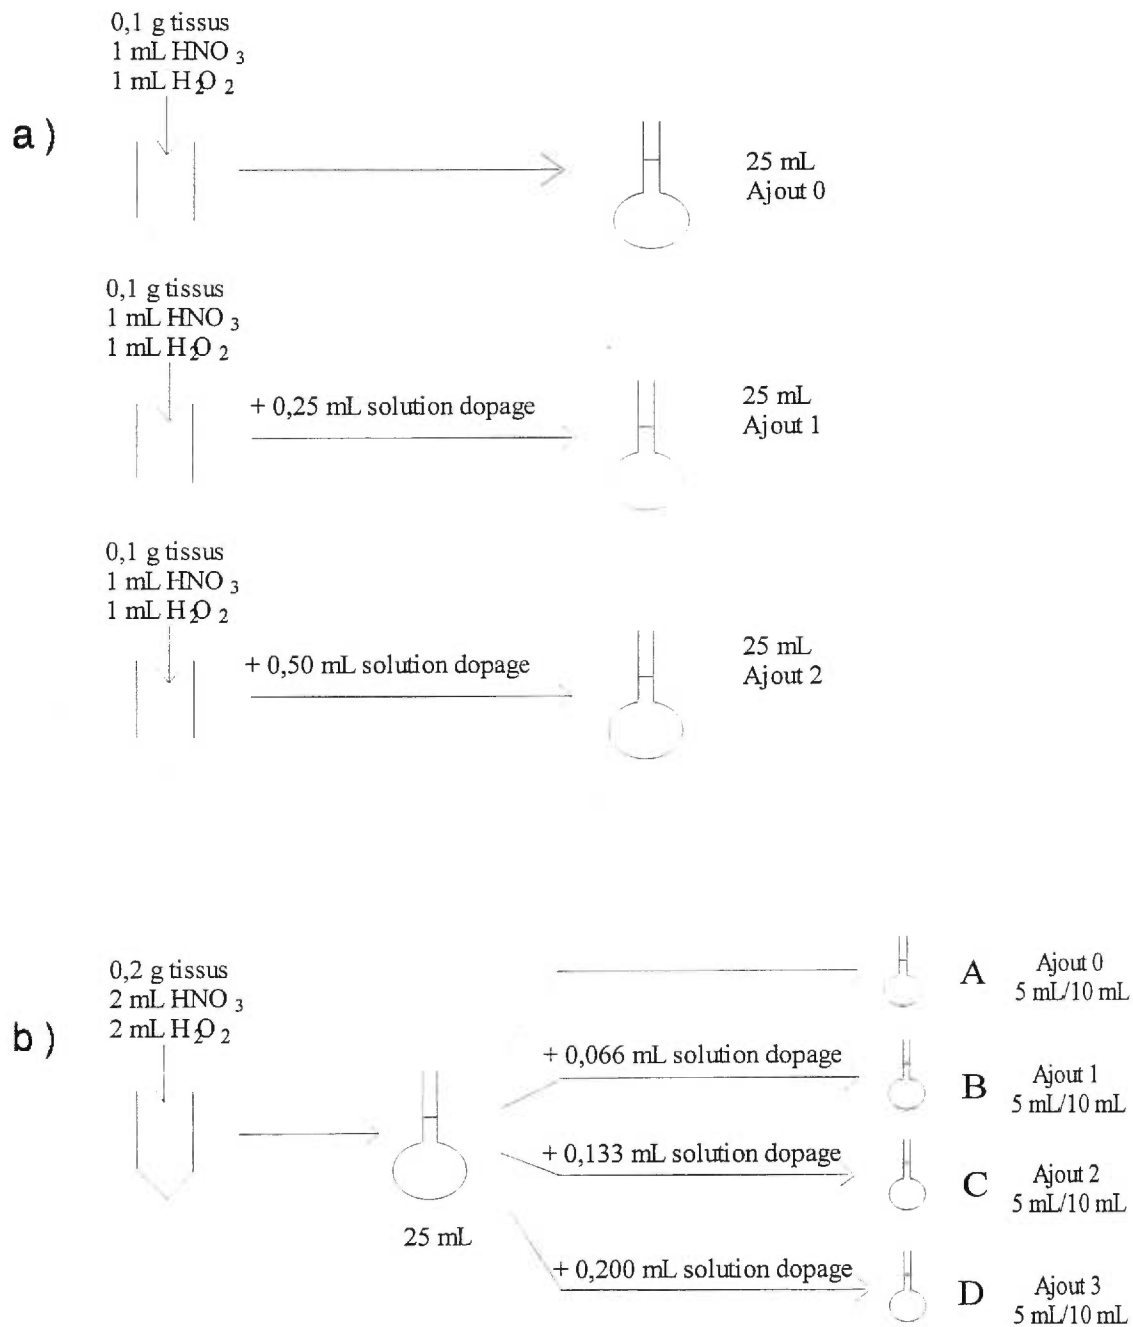 0,1 g tissus
1 mL HNO 3
1 mL H2O 2
a )
25 mL
Ajout 0
0,1 g tissus
1 mL HNO 3
1 mL H2O 2
+ 0,25 mL solution dopage
25 mL
Ajout 1
0,1 g tissus
1 mL HNO 3
1 mL H2O 2
+ 0,50 mL solution dopage
25 mL
Ajout 2
b )
0,2 g tissus
2 mL HNO 3
2 mL H2O 2
25 mL
A
Ajout 0
5 mL/10 mL
+ 0,066 mL solution dopage
B
Ajout 1
5 mL/10 mL
+ 0,133 mL solution dopage
C
Ajout 2
5 mL/10 mL
+ 0,200 mL solution dopage
D
Ajout 3
5 mL/10 mL